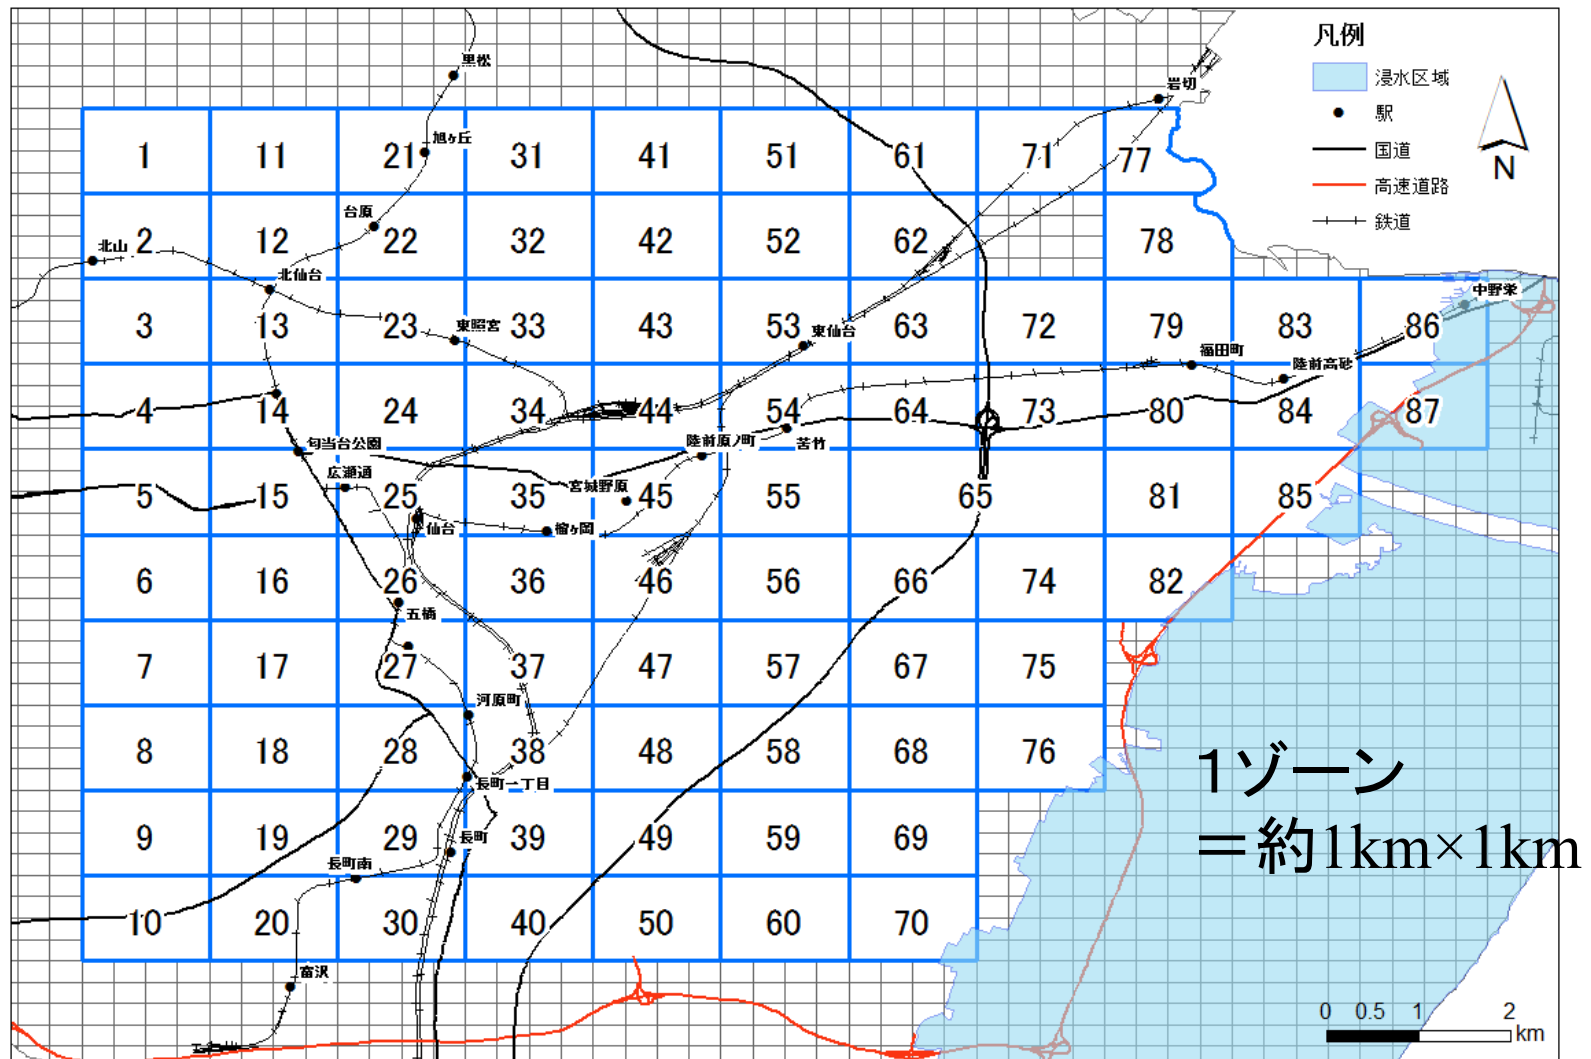 凡例
浸水区域
駅
国道
高速道路
鉄道
N
黒松
岩切
旭ヶ丘
1 11 21 31 41 51 61 71 77
台原
北山
2 12 22 32 42 52 62 78
北仙台
中野栄
3 13 23 東照宮 33 43 53 東仙台 63 72 79 83 86
福田町
陸前高砂
4 14 24 34 44 54 64 73 80 84 87
勾当台公園
陸前原ノ町
苦竹
広瀬通
宮城野原
5 15 25 35 45 55 65 81 85
仙台
榴ヶ岡
6 16 26 36 46 56 66 74 82
五橋
7 17 27 37 47 57 67 75
河原町
8 18 28 38 48 58 68 76
長町一丁目
1ゾーン
=約1km×1km
9 19 29 長町 39 49 59 69
長町南
10 20 30 40 50 60 70
富沢
0 0.5 1 2
km